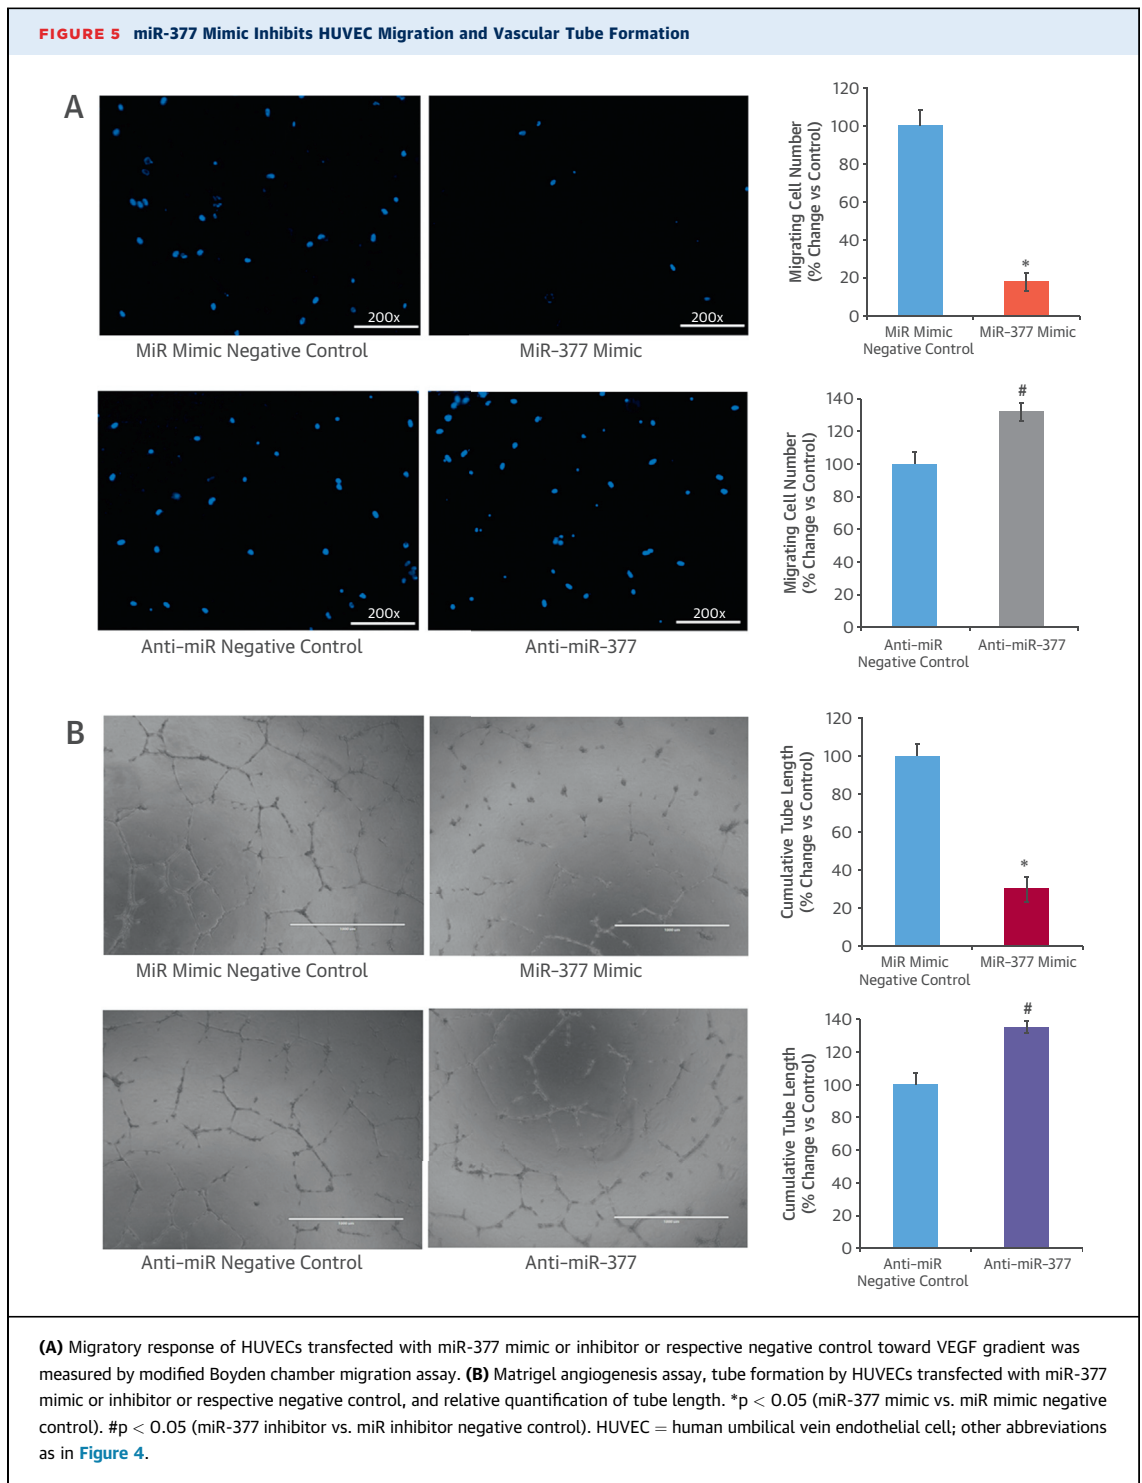 FIGURE 5 miR-377 Mimic Inhibits HUVEC Migration and Vascular Tube Formation
A
200x
MiR Mimic Negative Control
200x
MiR-377 Mimic
Migrating Cell Number
(% Change vs Control)
120
100
80
60
40
20
0
*
MiR Mimic
Negative Control
MiR-377 Mimic
200x
Anti-miR Negative Control
200x
Anti-miR-377
Migrating Cell Number
(% Change vs Control)
140
120
100
80
60
40
20
0
#
Anti-miR
Negative Control
Anti-miR-377
B
MiR Mimic Negative Control
MiR-377 Mimic
Cumulative Tube Length
(% Change vs Control)
120
100
80
60
40
20
0
*
MiR Mimic
Negative Control
MiR-377 Mimic
Anti-miR Negative Control
Anti-miR-377
Cumulative Tube Length
(% Change vs Control)
140
120
100
80
60
40
20
0
#
Anti-miR
Negative Control
Anti-miR-377
(A) Migratory response of HUVECs transfected with miR-377 mimic or inhibitor or respective negative control toward VEGF gradient was
measured by modified Boyden chamber migration assay. (B) Matrigel angiogenesis assay, tube formation by HUVECs transfected with miR-377
mimic or inhibitor or respective negative control, and relative quantification of tube length. *p < 0.05 (miR-377 mimic vs. miR mimic negative
control). #p < 0.05 (miR-377 inhibitor vs. miR inhibitor negative control). HUVEC = human umbilical vein endothelial cell; other abbreviations
as in Figure 4.